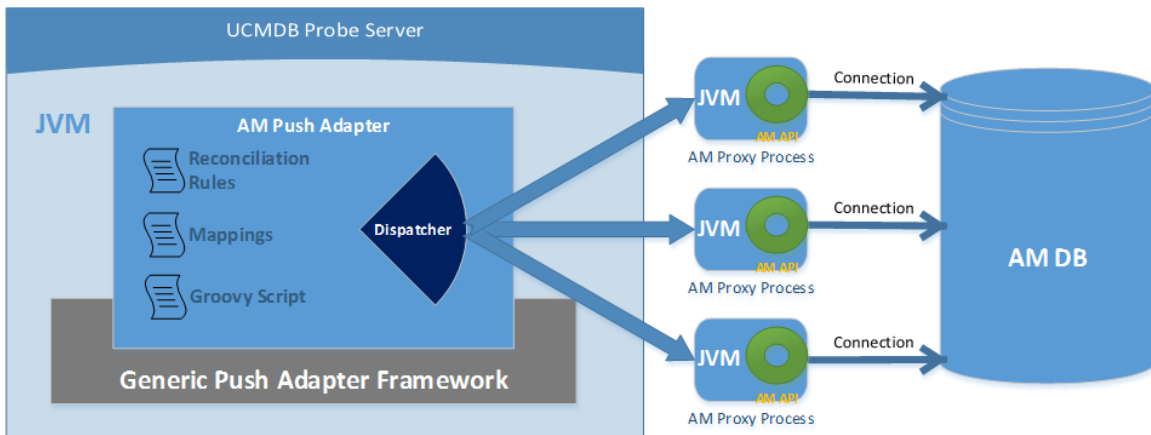 UCMDB Probe Server
JVM
AM Push Adapter
Reconciliation
Rules
Mappings
Groovy Script
Dispatcher
Generic Push Adapter Framework
JVM
AM API
AM Proxy Process
Connection
JVM
AM API
AM Proxy Process
Connection
JVM
AM API
AM Proxy Process
Connection
AM DB